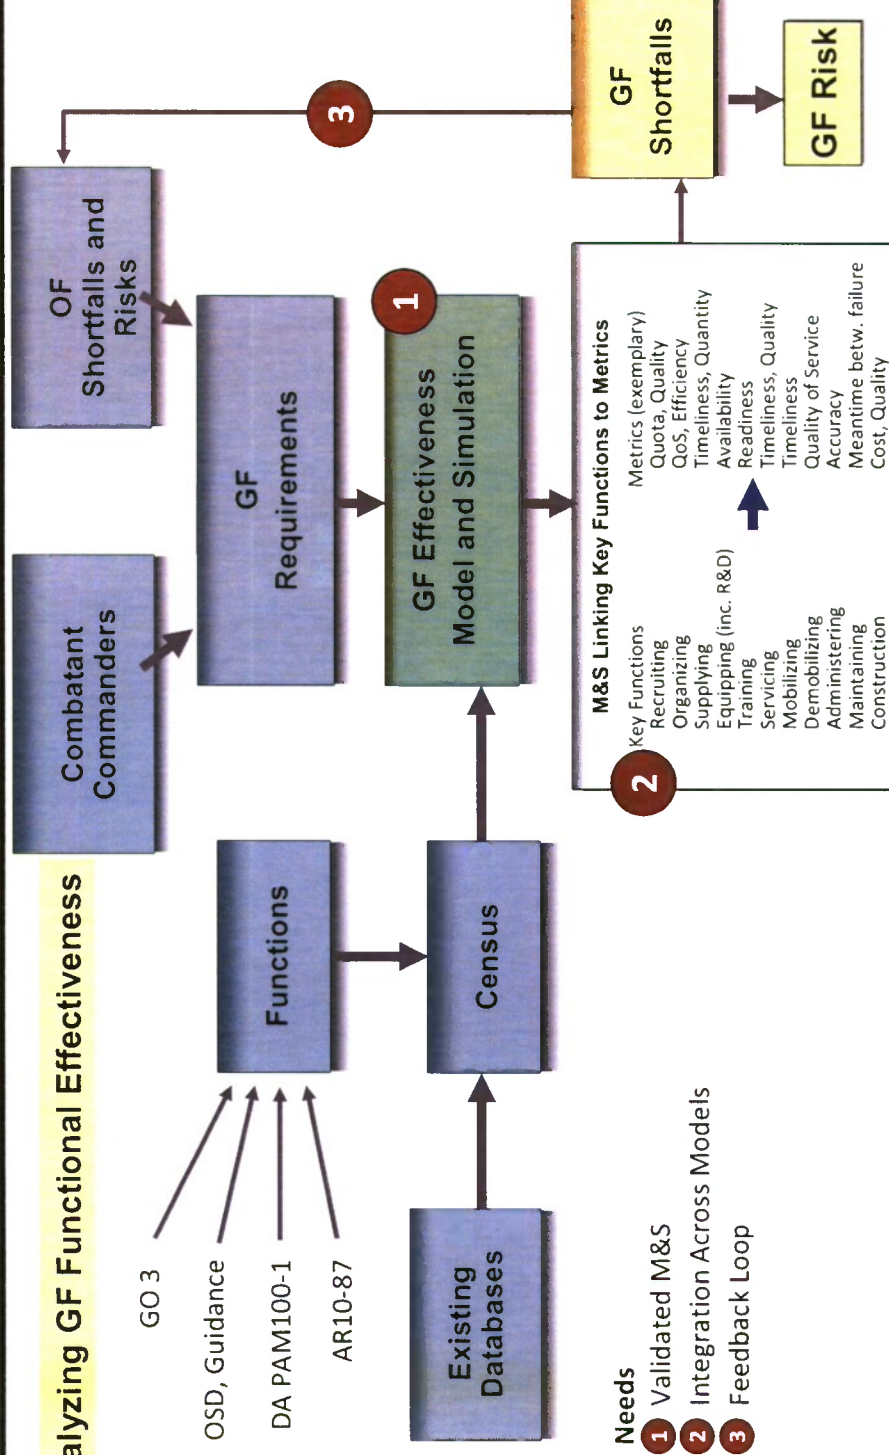 alyzing GF Functional Effectiveness
GO 3
OSD, Guidance
DA PAM100-1
AR10-87
Functions
Existing
Databases
Census
Combatant
Commanders
OF
Shortfalls and
Risks
GF
Requirements
1
GF Effectiveness
Model and Simulation
2
M&S Linking Key Functions to Metrics
Key Functions
Recruiting
Organizing
Supplying
Equipping (inc. R&D)
Training
Servicing
Mobilizing
Demobilizing
Administering
Maintaining
Construction
Metrics (exemplary)
Quota, Quality
QoS, Efficiency
Timeliness, Quantity
Availability
Readiness
Timeliness, Quality
Timeliness
Quality of Service
Accuracy
Meantime betw. failure
Cost, Quality
3
GF
Shortfalls
GF Risk
Needs
1 Validated M&S
2 Integration Across Models
3 Feedback Loop